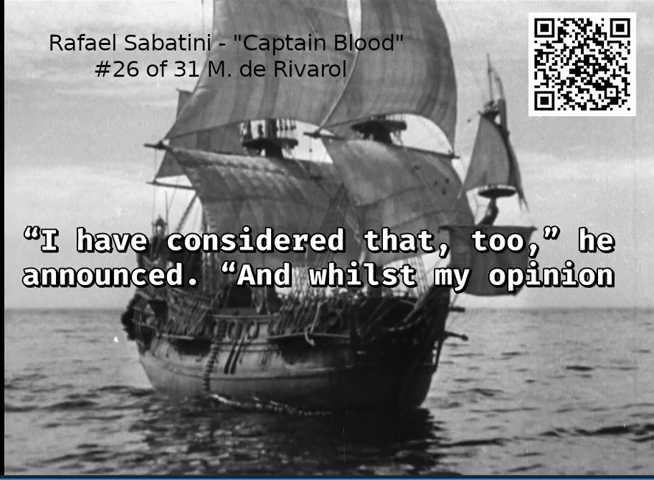 Rafael Sabatini - "Captain Blood"
#26 of 31 M. de Rivarol
“I have considered that, too,” he
announced. “And whilst my opinion